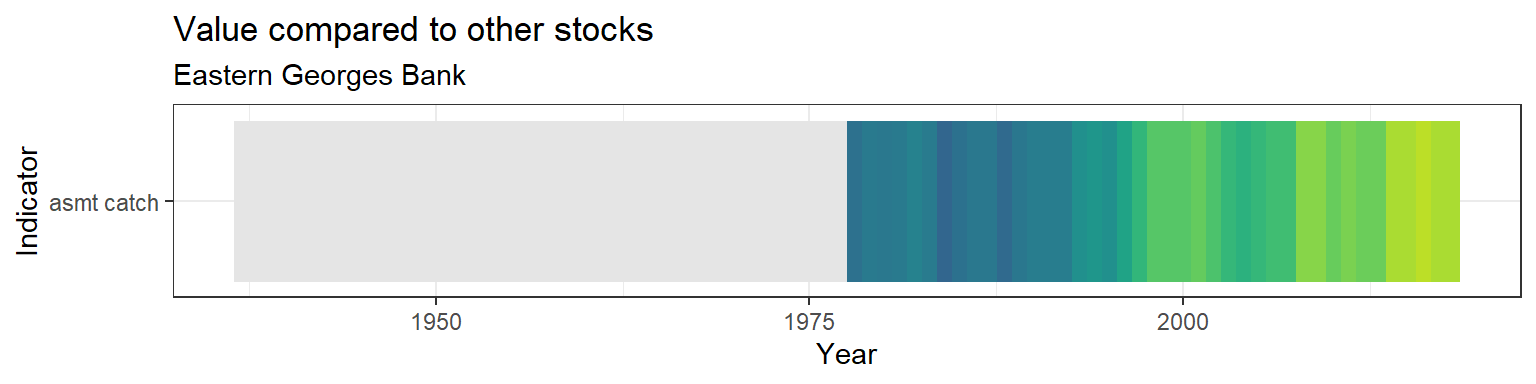 Value compared to other stocks
Eastern Georges Bank
Indicator
asmt catch
1950 1975 2000
Year